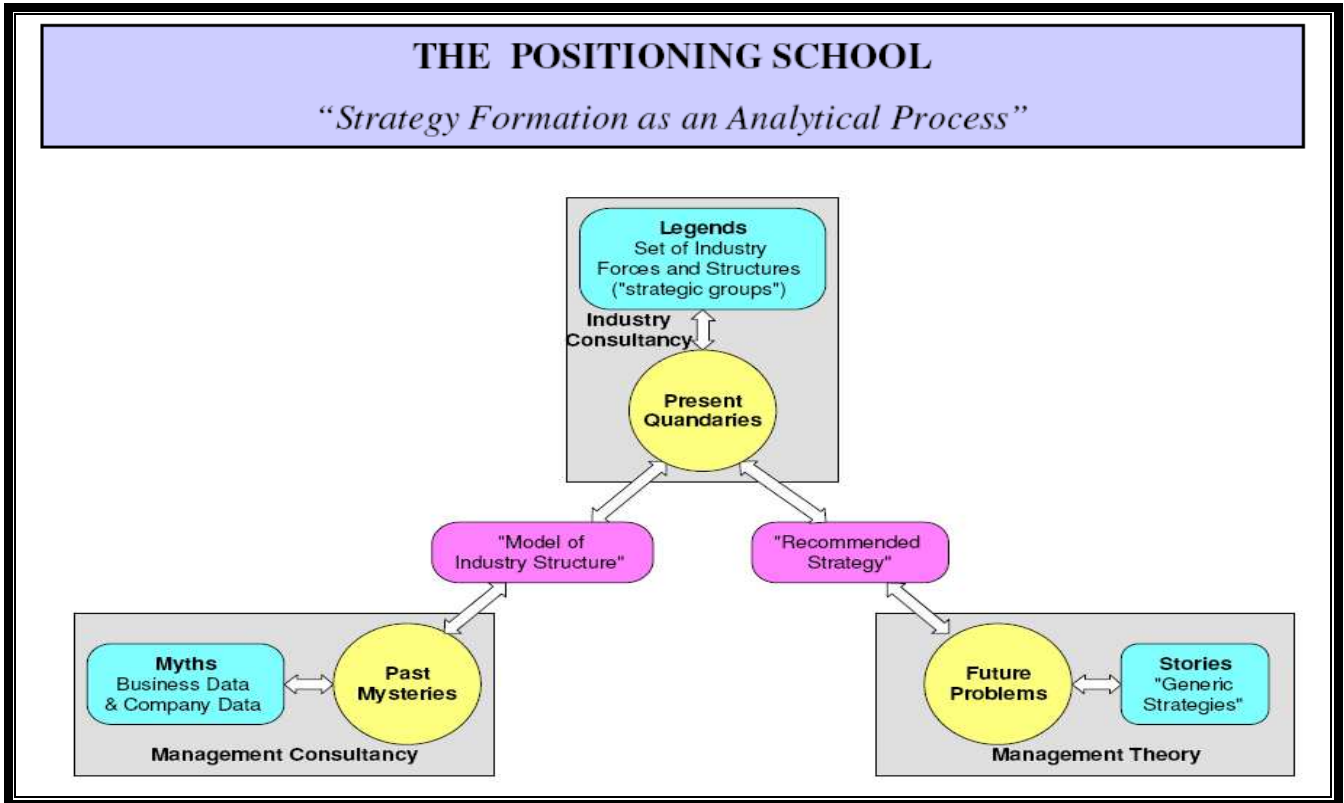 THE POSITIONING SCHOOL
“Strategy Formation as an Analytical Process”
Legends
Set of Industry
Forces and Structures
("strategic groups")
Industry
Consultancy
Present
Quandaries
"Model of
Industry Structure"
"Recommended
Strategy"
Myths
Business Data
& Company Data
Past
Mysteries
Management Consultancy
Future
Problems
Stories
"Generic
Strategies"
Management Theory